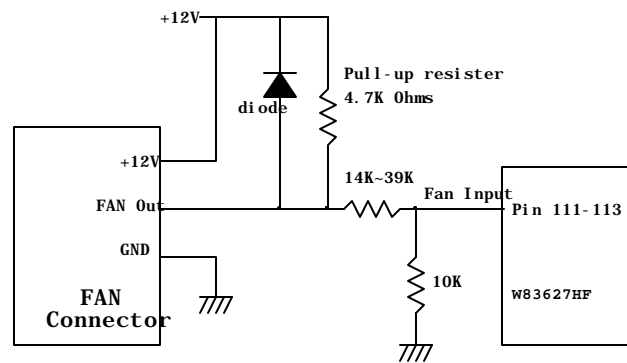 +12V
Pull-up resister
4.7K Ohms
diode
+12V
14K~39K
Fan Input
FAN Out
Pin 111-113
GND
10K
W83627HF
FAN
Connector